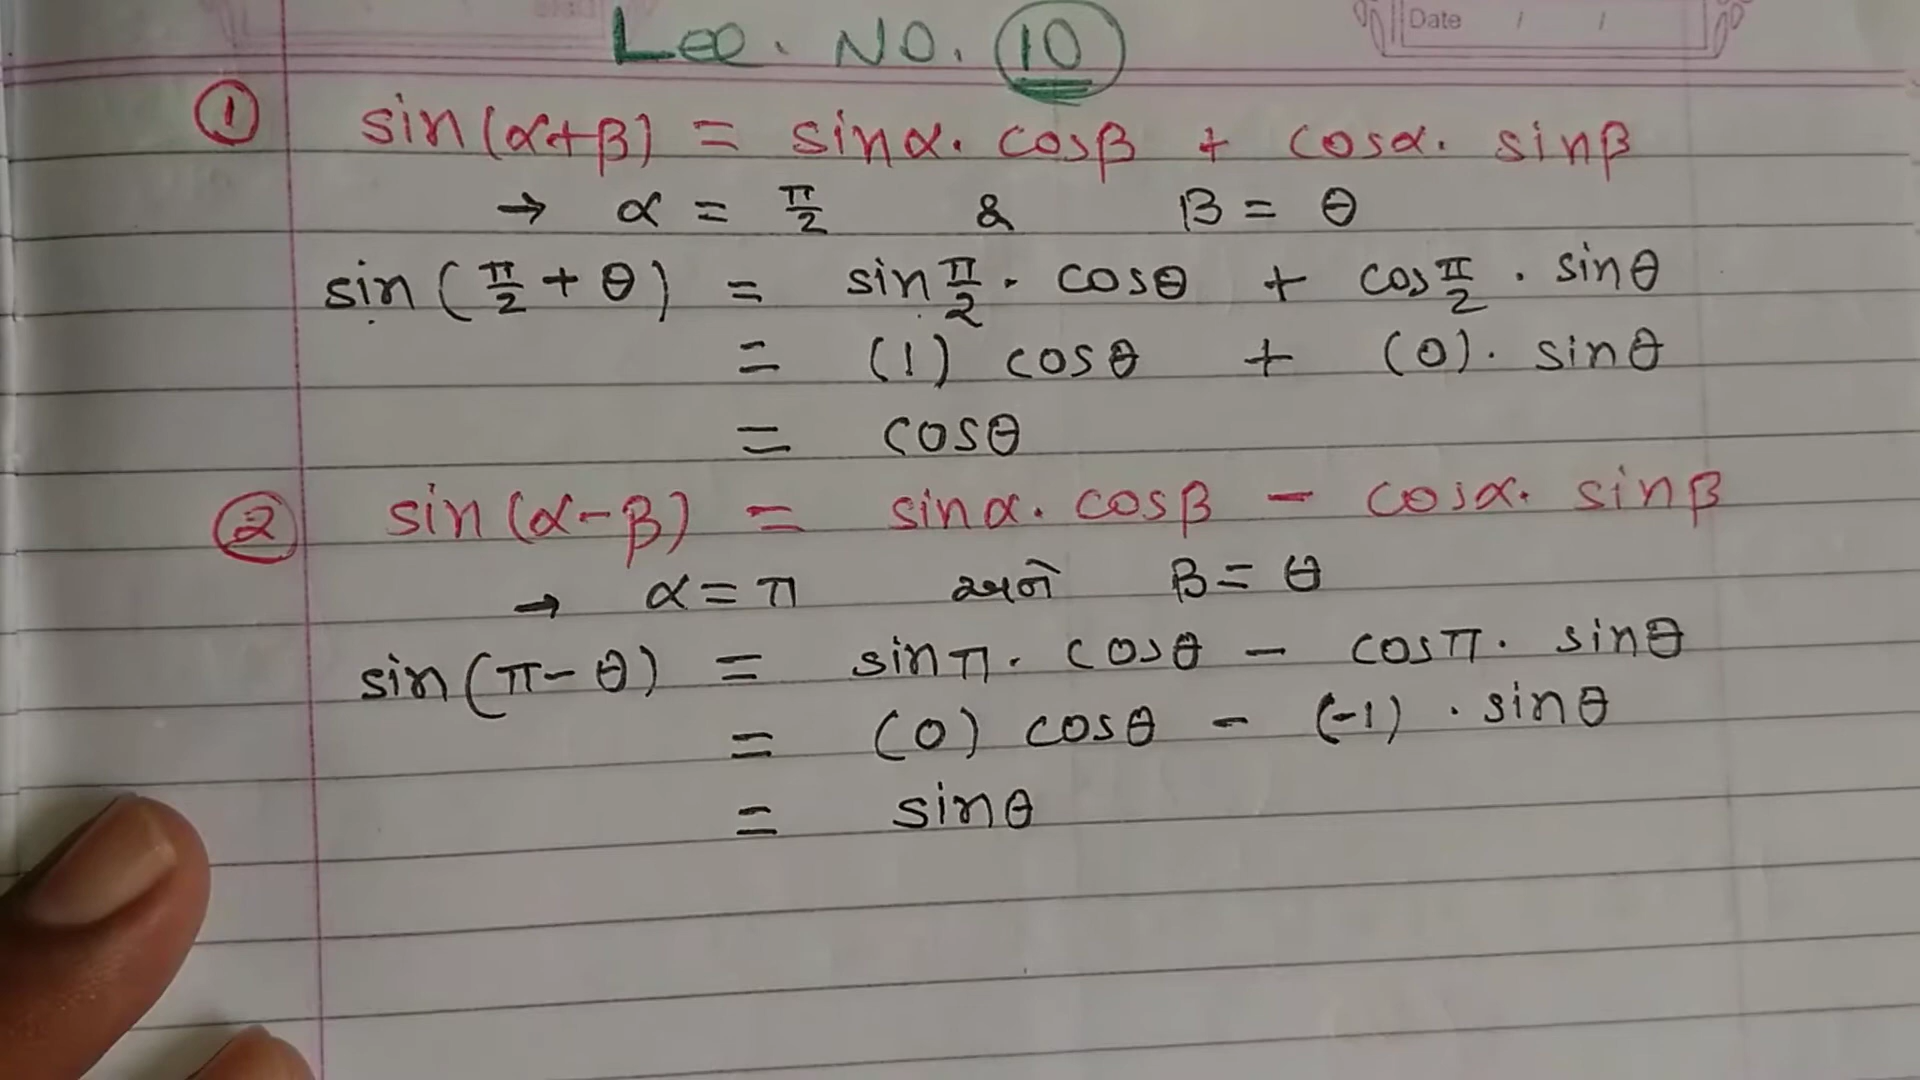 Lec. NO. 10
Date / /
① sin(α+β) = sinα. cosβ + cosα. sinβ
→ α = π/2 & β = θ
sin(π/2 + θ) = sin π/2 . cosθ + cos π/2 . sinθ
= (1) cosθ + (0). sinθ
= cosθ
② sin(α-β) = sinα. cosβ - cosα. sinβ
→ α = π અને β = θ
sin(π-θ) = sinπ. cosθ - cosπ. sinθ
= (0) cosθ - (-1) . sinθ
= sinθ